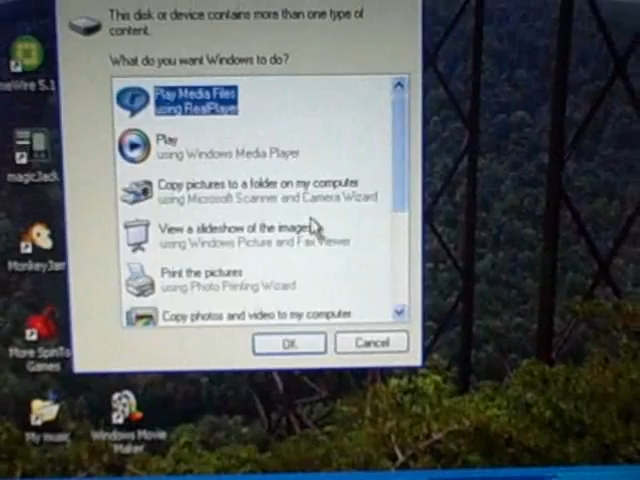 This disk or device contains more than one type of
content.
What do you want Windows to do?
Play Media Files
using RealPlayer
Play
using Windows Media Player
Copy pictures to a folder on my computer
using Microsoft Scanner and Camera Wizard
View a slideshow of the images
using Windows Picture and Fax Viewer
Print the pictures
using Photo Printing Wizard
Copy photos and video to my computer
OK
Cancel
eWire 5.1
magicJack
MonkeyJam
More SpinTo
Games
My music
Windows Movie
Maker